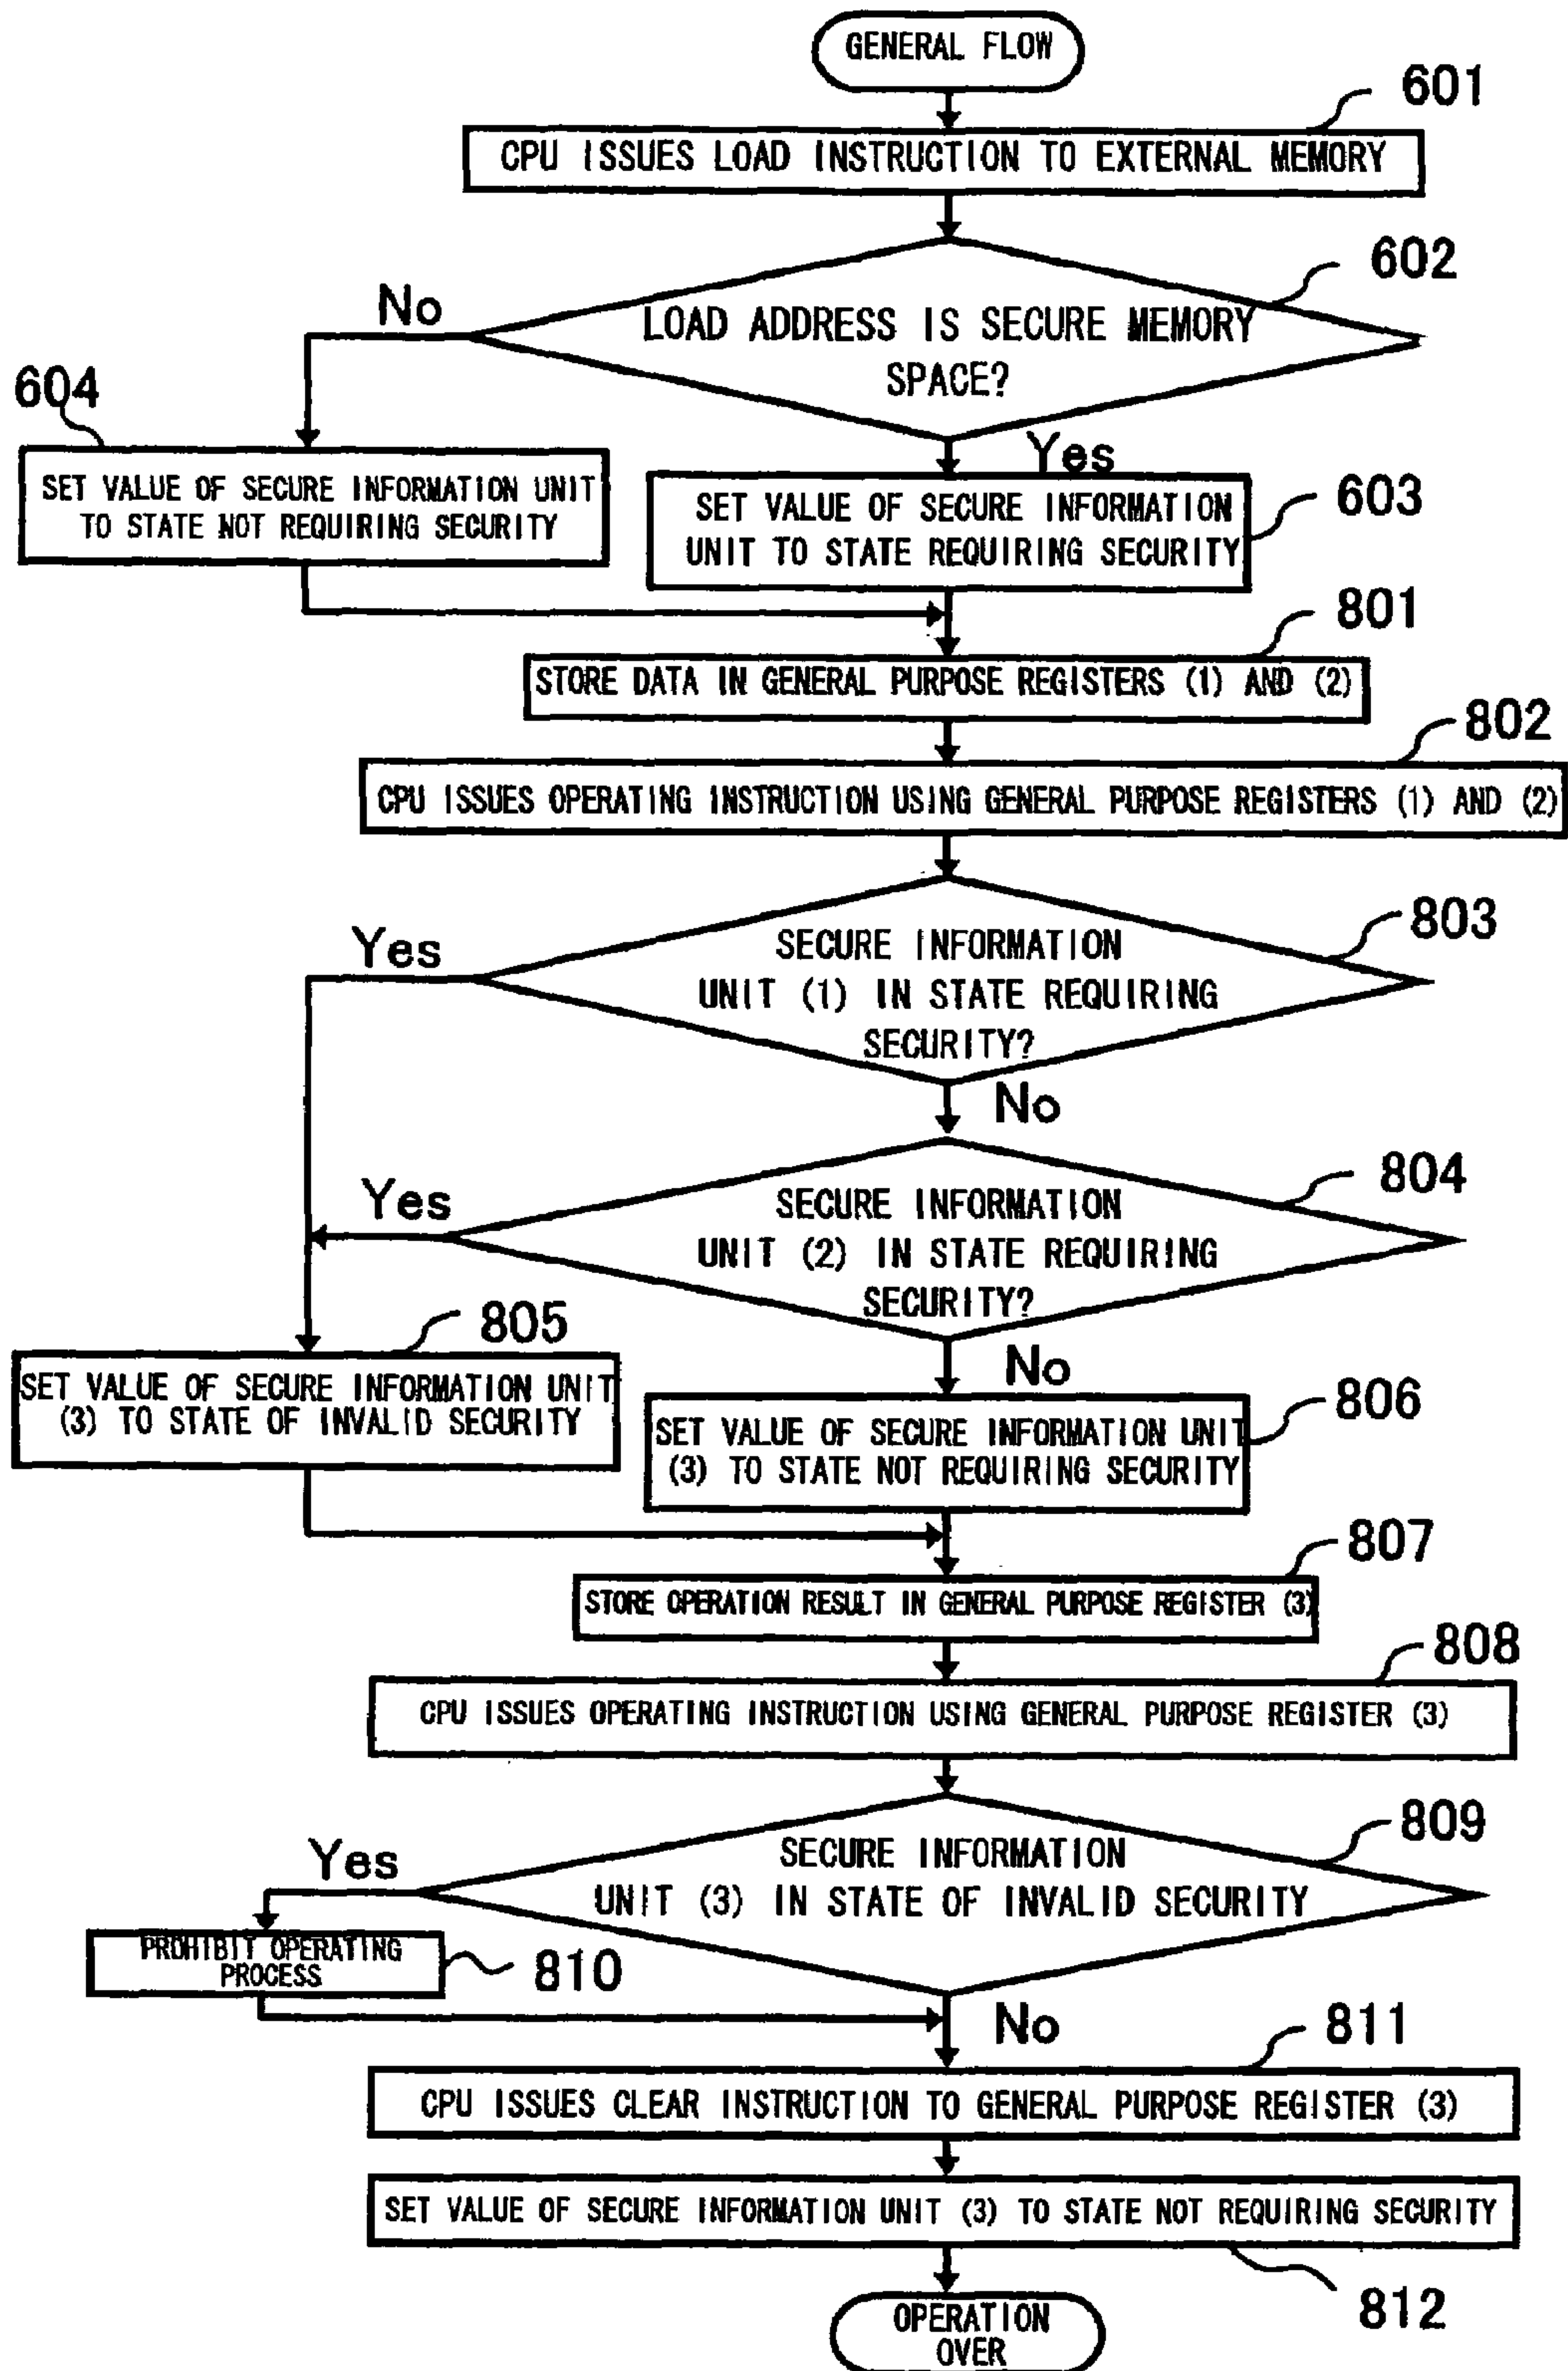 GENERAL FLOW
601
CPU ISSUES LOAD INSTRUCTION TO EXTERNAL MEMORY
602
No
LOAD ADDRESS IS SECURE MEMORY
SPACE?
604
Yes
SET VALUE OF SECURE INFORMATION UNIT
TO STATE NOT REQUIRING SECURITY
SET VALUE OF SECURE INFORMATION
UNIT TO STATE REQUIRING SECURITY
603
801
STORE DATA IN GENERAL PURPOSE REGISTERS (1) AND (2)
802
CPU ISSUES OPERATING INSTRUCTION USING GENERAL PURPOSE REGISTERS (1) AND (2)
803
Yes
SECURE INFORMATION
UNIT (1) IN STATE REQUIRING
SECURITY?
No
804
Yes
SECURE INFORMATION
UNIT (2) IN STATE REQUIRING
SECURITY?
805
No
SET VALUE OF SECURE INFORMATION UNIT
(3) TO STATE OF INVALID SECURITY
806
SET VALUE OF SECURE INFORMATION UNIT
(3) TO STATE NOT REQUIRING SECURITY
807
STORE OPERATION RESULT IN GENERAL PURPOSE REGISTER (3)
808
CPU ISSUES OPERATING INSTRUCTION USING GENERAL PURPOSE REGISTER (3)
809
Yes
SECURE INFORMATION
UNIT (3) IN STATE OF INVALID SECURITY
PROHIBIT OPERATING
PROCESS
810
No
811
CPU ISSUES CLEAR INSTRUCTION TO GENERAL PURPOSE REGISTER (3)
SET VALUE OF SECURE INFORMATION UNIT (3) TO STATE NOT REQUIRING SECURITY
812
OPERATION
OVER